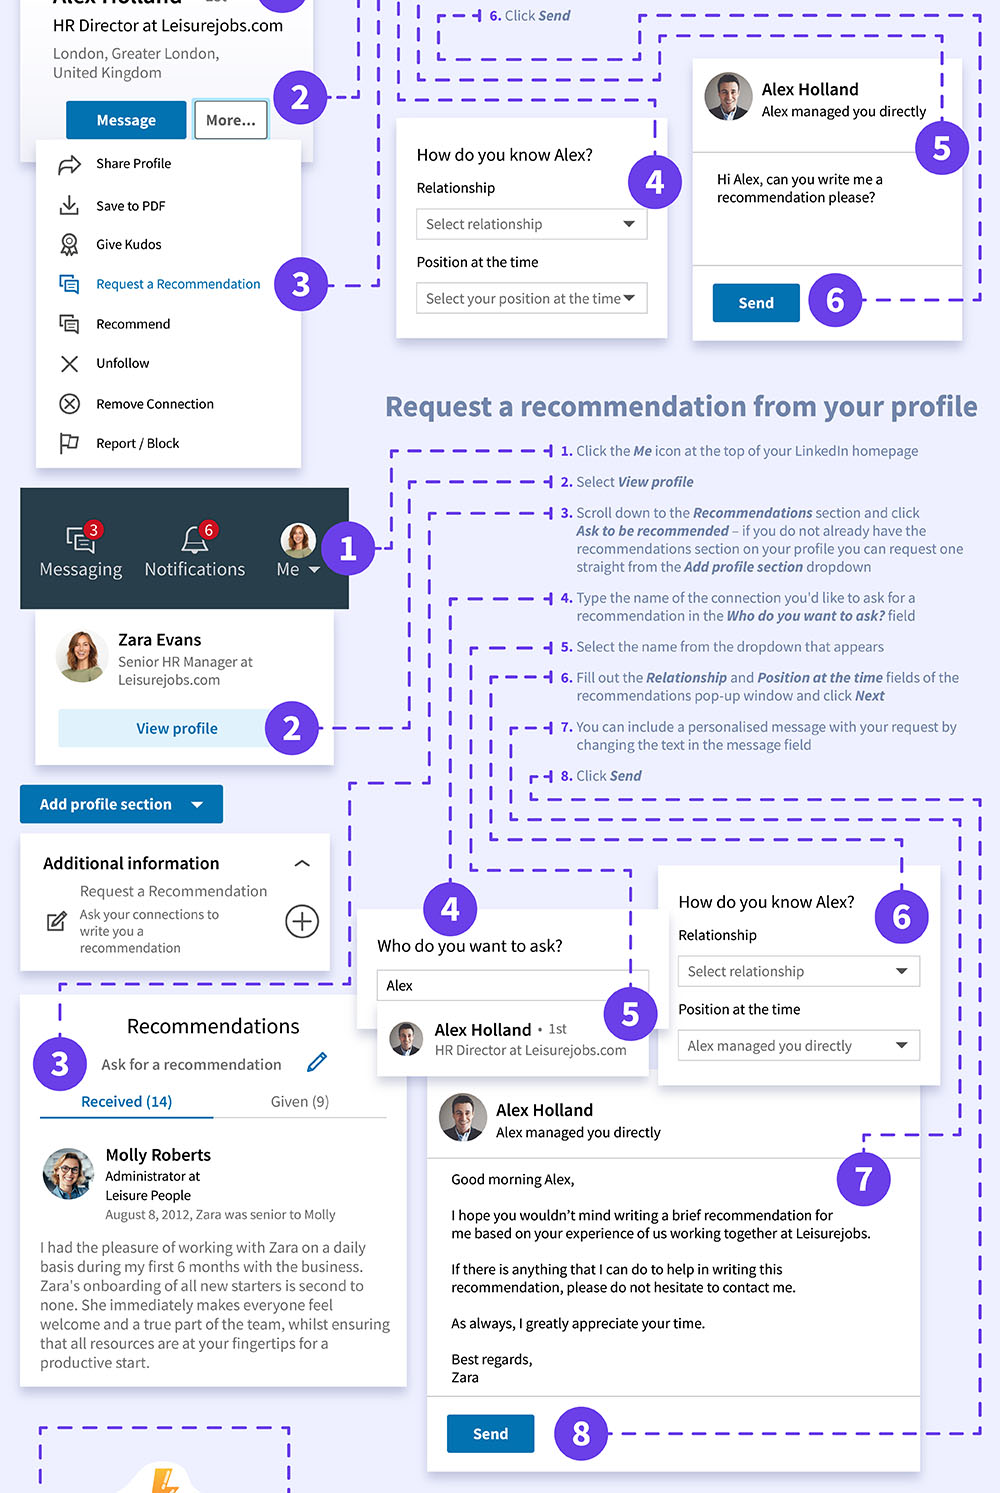 Alex Holland
HR Director at Leisurejobs.com
London, Greater London,
United Kingdom
2
Message
More...
Share Profile
Save to PDF
Give Kudos
Request a Recommendation
3
Recommend
Unfollow
Remove Connection
Report / Block
6. Click Send
How do you know Alex?
4
Relationship
Select relationship
Position at the time
Select your position at the time
Alex Holland
Alex managed you directly
5
Hi Alex, can you write me a
recommendation please?
Send
6
Request a recommendation from your profile
1. Click the Me icon at the top of your LinkedIn homepage
2. Select View profile
3. Scroll down to the Recommendations section and click
Ask to be recommended – if you do not already have the
recommendations section on your profile you can request one
straight from the Add profile section dropdown
4. Type the name of the connection you'd like to ask for a
recommendation in the Who do you want to ask? field
5. Select the name from the dropdown that appears
6. Fill out the Relationship and Position at the time fields of the
recommendations pop-up window and click Next
7. You can include a personalised message with your request by
changing the text in the message field
8. Click Send
3
6
Messaging
Notifications
Me
1
Zara Evans
Senior HR Manager at
Leisurejobs.com
View profile
2
Add profile section
Additional information
Request a Recommendation
Ask your connections to
write you a
recommendation
Recommendations
3
Ask for a recommendation
Received (14)
Given (9)
Molly Roberts
Administrator at
Leisure People
August 8, 2012, Zara was senior to Molly
I had the pleasure of working with Zara on a daily
basis during my first 6 months with the business.
Zara's onboarding of all new starters is second to
none. She immediately makes everyone feel
welcome and a true part of the team, whilst ensuring
that all resources are at your fingertips for a
productive start.
4
Who do you want to ask?
Alex
5
Alex Holland • 1st
HR Director at Leisurejobs.com
How do you know Alex?
6
Relationship
Select relationship
Position at the time
Alex managed you directly
Alex Holland
Alex managed you directly
7
Good morning Alex,
I hope you wouldn't mind writing a brief recommendation for
me based on your experience of us working together at Leisurejobs.
If there is anything that I can do to help in writing this
recommendation, please do not hesitate to contact me.
As always, I greatly appreciate your time.
Best regards,
Zara
Send
8